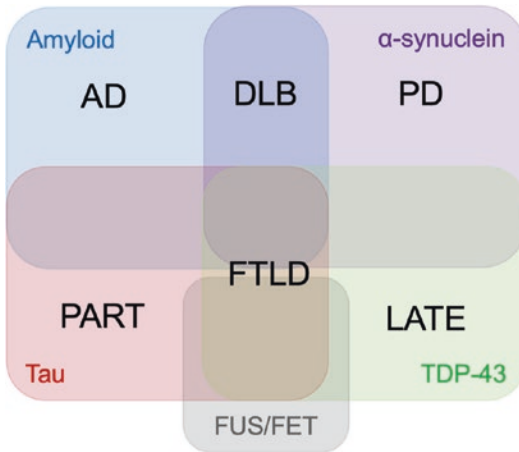 Amyloid
α-synuclein
AD
DLB
PD
FTLD
PART
LATE
Tau
TDP-43
FUS/FET